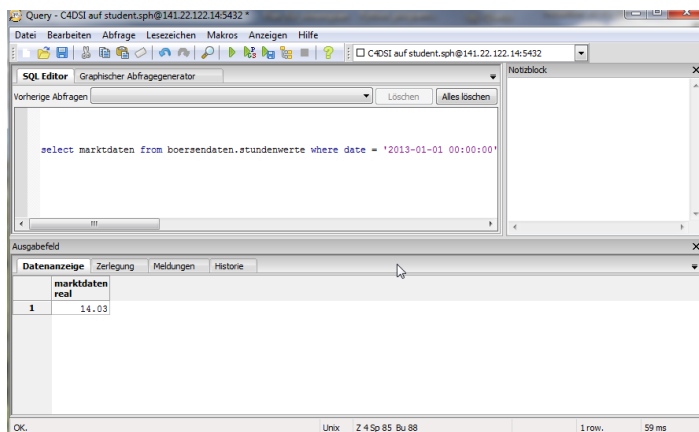 Query - C4DSI auf student.sph@141.22.122.14:5432 *
Datei Bearbeiten Abfrage Lesezeichen Makros Anzeigen Hilfe
C4DSI auf student.sph@141.22.122.14:5432
SQL Editor Graphischer Abfragegenerator
Notizblock
Vorherige Abfragen Löschen Alles löschen
select marktdaten from boersendaten.stundenwerte where date = '2013-01-01 00:00:00'
Ausgabefeld
Datenanzeige Zerlegung Meldungen Historie
marktdaten
real
1 14.03
OK. Unix Z 4 Sp 85 Bu 88 1 row. 59 ms